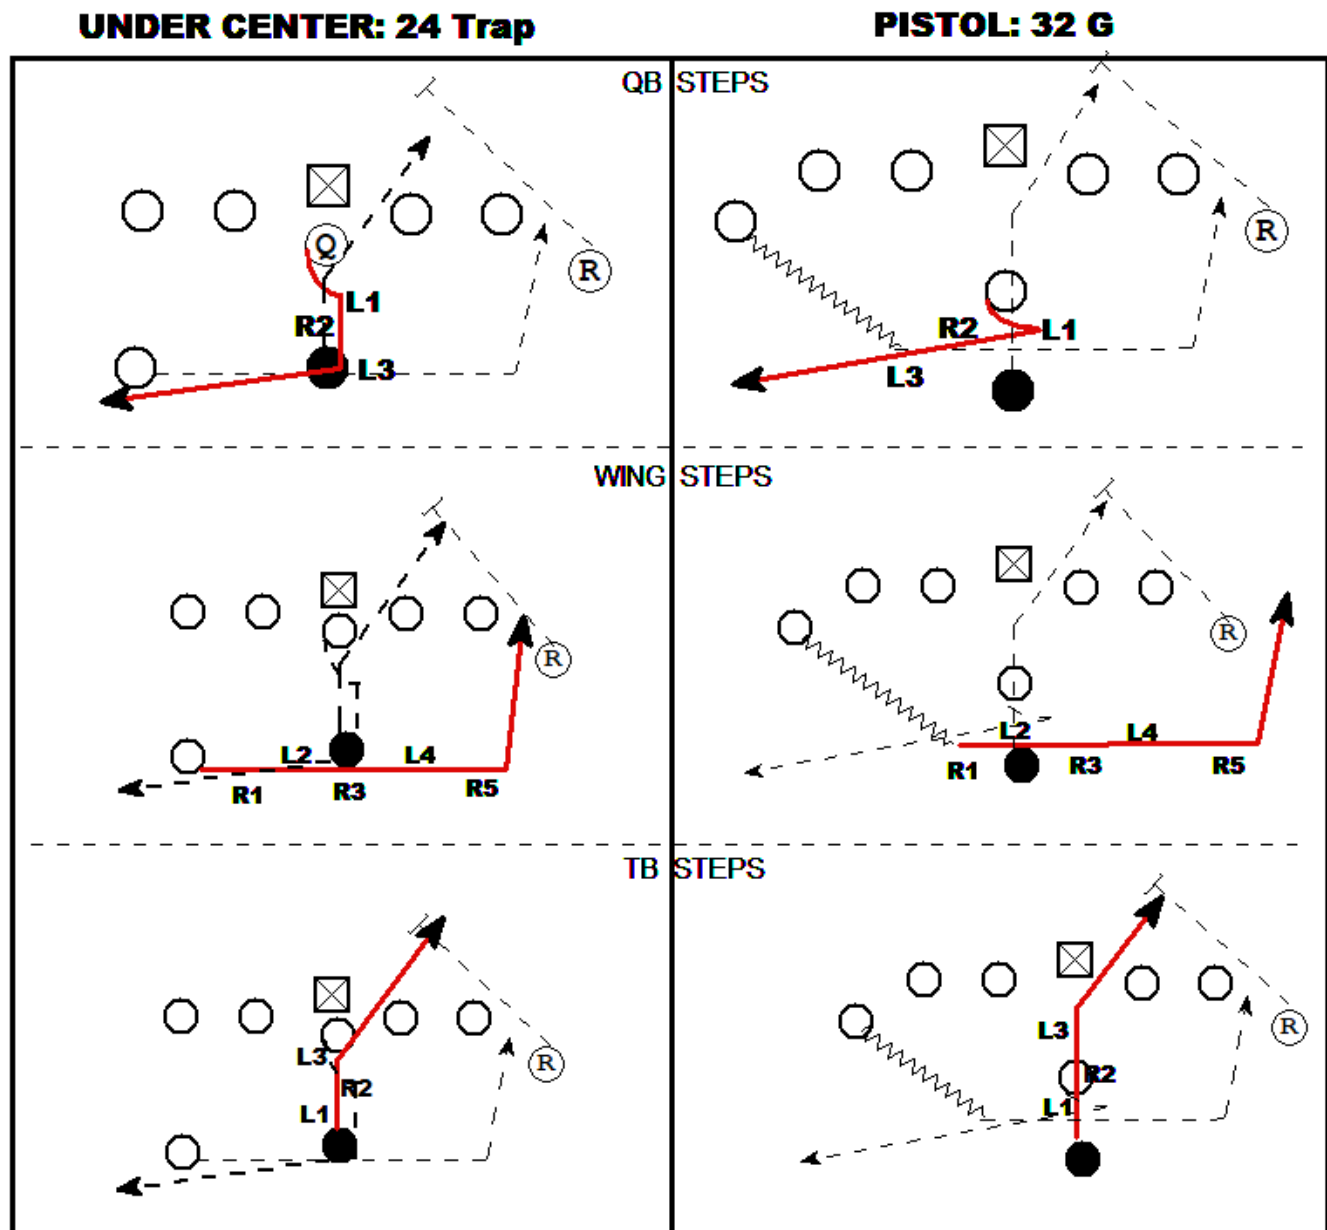 UNDER CENTER: 24 Trap
PISTOL: 32 G
QB STEPS
Q
R
L1
R2
L3
R
R2
L1
L3
WING STEPS
R
L2
L4
R1
R3
R5
R
L2
L4
R1
R3
R5
TB STEPS
L3
R
R2
L1
R
L3
R2
L1